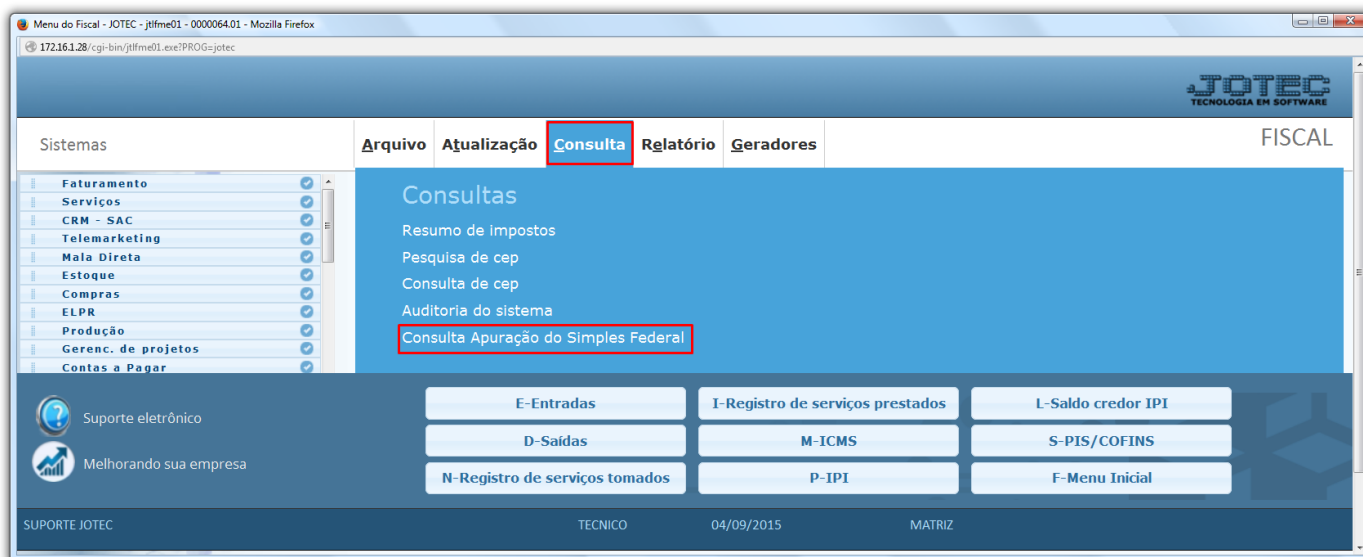 Menu do Fiscal - JOTEC - jtlfme01 - 0000064.01 - Mozilla Firefox
172.16.1.28/cgi-bin/jtlfme01.exe?PROG=jotec
aJOTEC
TECNOLOGIA EM SOFTWARE
Sistemas
Arquivo Atualização Consulta Relatório Geradores
FISCAL
Faturamento
Serviços
CRM - SAC
Telemarketing
Mala Direta
Estoque
Compras
ELPR
Produção
Gerenc. de projetos
Contas a Pagar
Consultas
Resumo de impostos
Pesquisa de cep
Consulta de cep
Auditoria do sistema
Consulta Apuração do Simples Federal
Suporte eletrônico
Melhorando sua empresa
E-Entradas I-Registro de serviços prestados L-Saldo credor IPI
D-Saídas M-ICMS S-PIS/COFINS
N-Registro de serviços tomados P-IPI F-Menu Inicial
SUPORTE JOTEC TECNICO 04/09/2015 MATRIZ